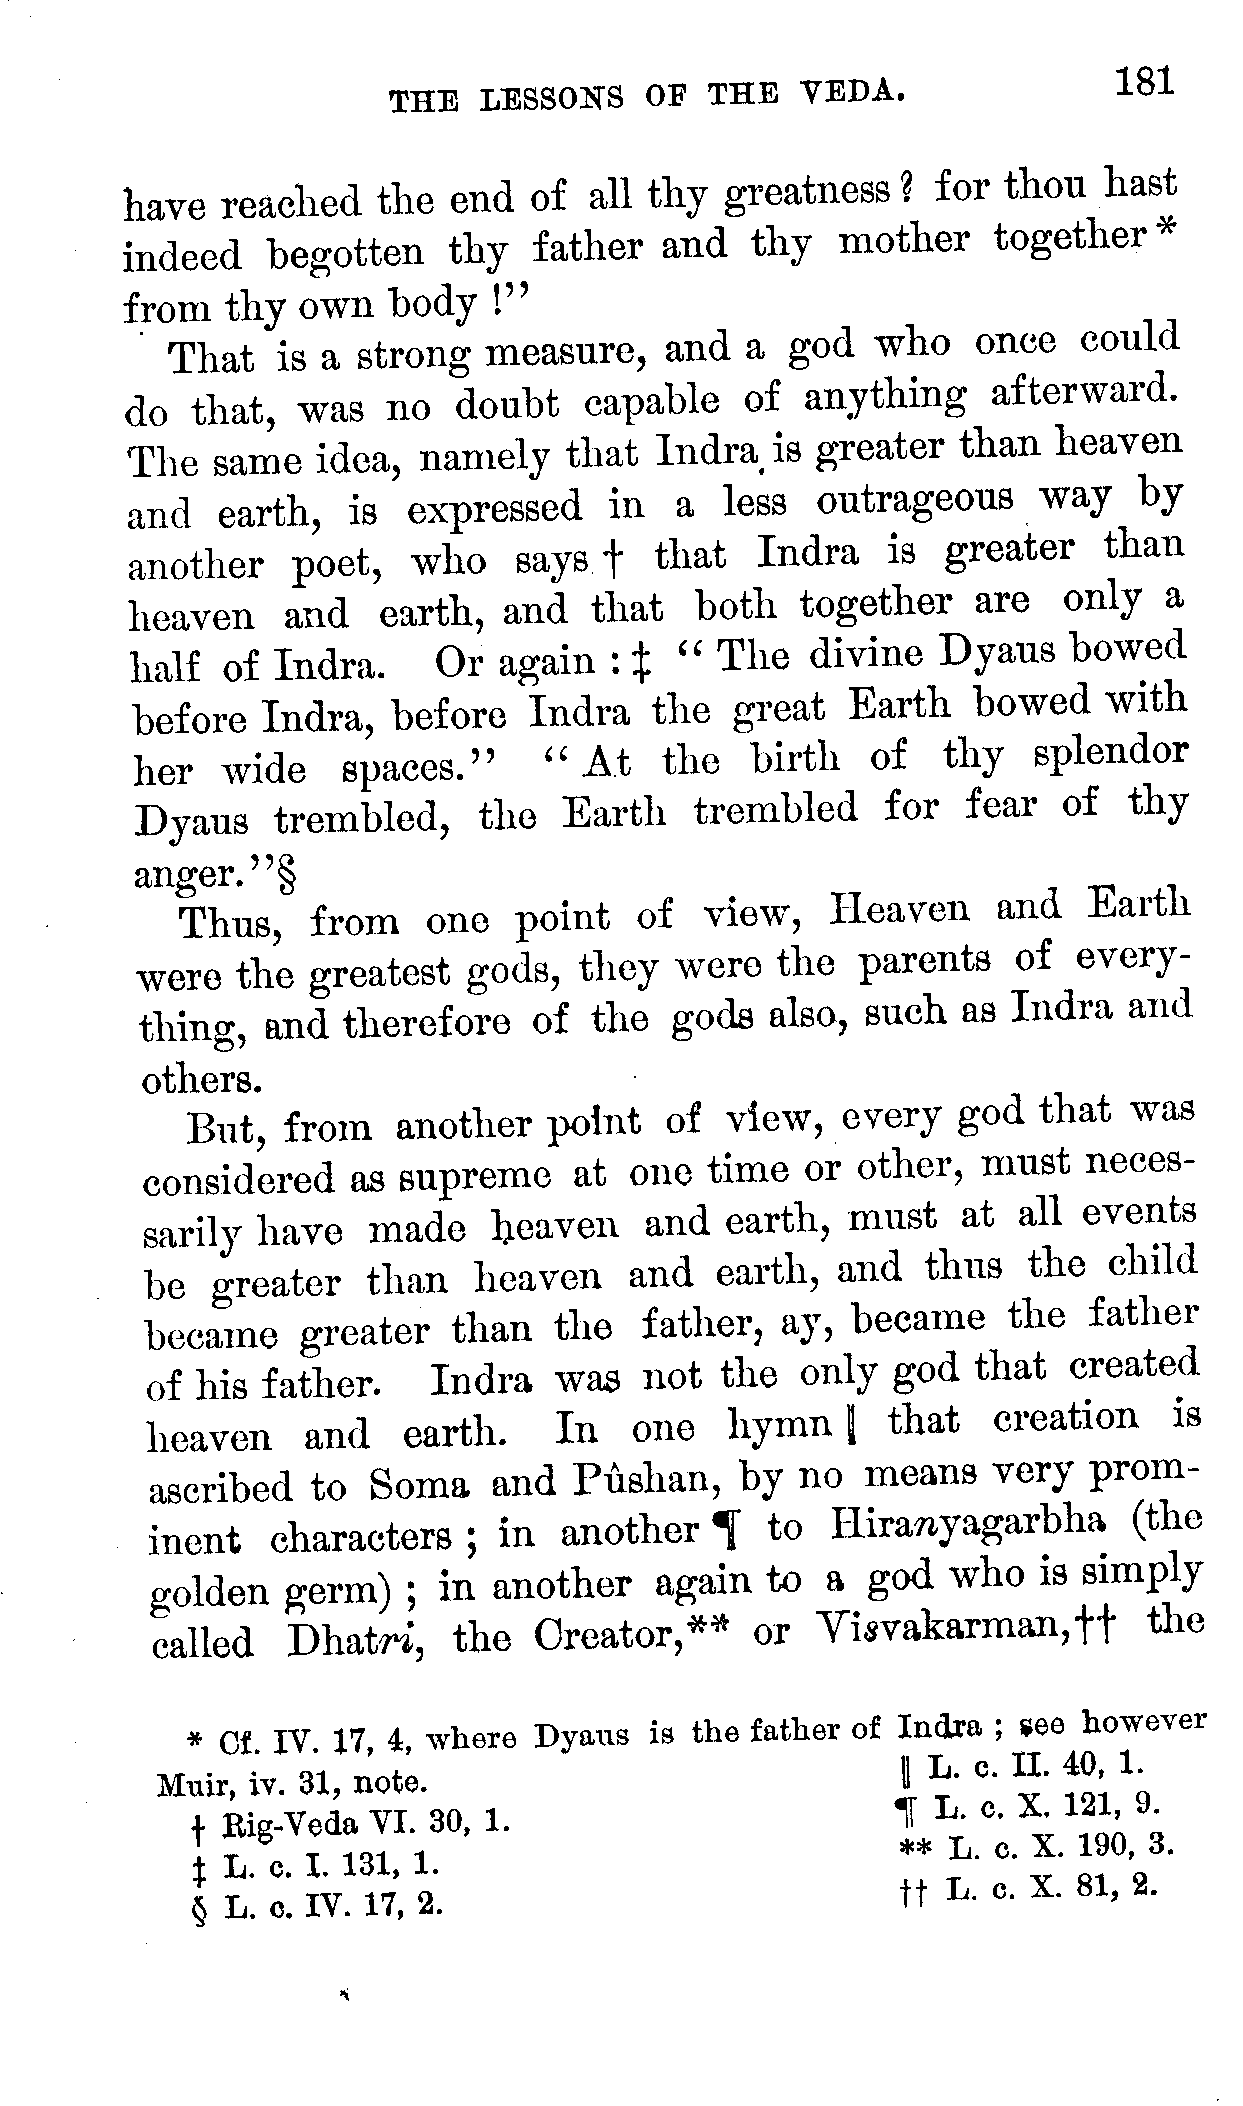 THE LESSONS OF THE VEDA. 181
have reached the end of all thy greatness? for thou hast
indeed begotten thy father and thy mother together*
from thy own body!”
That is a strong measure, and a god who once could
do that, was no doubt capable of anything afterward.
The same idea, namely that Indra is greater than heaven
and earth, is expressed in a less outrageous way by
another poet, who says † that Indra is greater than
heaven and earth, and that both together are only a
half of Indra. Or again : ‡ “ The divine Dyaus bowed
before Indra, before Indra the great Earth bowed with
her wide spaces.” “ At the birth of thy splendor
Dyaus trembled, the Earth trembled for fear of thy
anger.”§
Thus, from one point of view, Heaven and Earth
were the greatest gods, they were the parents of every-
thing, and therefore of the gods also, such as Indra and
others.
But, from another point of view, every god that was
considered as supreme at one time or other, must neces-
sarily have made heaven and earth, must at all events
be greater than heaven and earth, and thus the child
became greater than the father, ay, became the father
of his father. Indra was not the only god that created
heaven and earth. In one hymn ‖ that creation is
ascribed to Soma and Pûshan, by no means very prom-
inent characters ; in another ¶ to Hiranyagarbha (the
golden germ) ; in another again to a god who is simply
called Dhatri, the Creator,** or Visvakarman,†† the
* Cf. IV. 17, 4, where Dyaus is the father of Indra ; see however
Muir, iv. 31, note.
† Rig-Veda VI. 30, 1.
‡ L. c. I. 131, 1.
§ L. c. IV. 17, 2.
‖ L. c. II. 40, 1.
¶ L. c. X. 121, 9.
** L. c. X. 190, 3.
†† L. c. X. 81, 2.